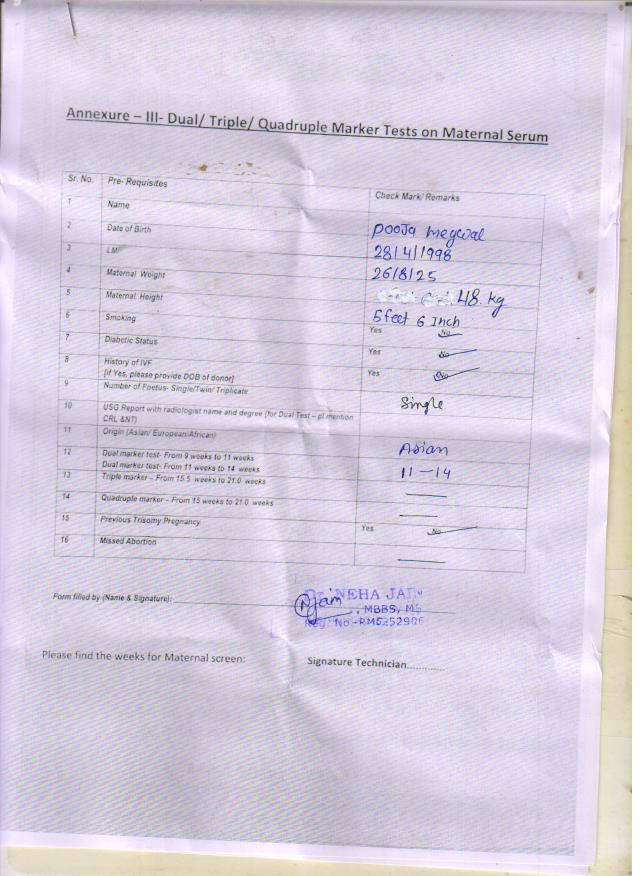 Annexure – III- Dual/ Triple/ Quadruple Marker Tests on Maternal Serum
Sr. No. Pre- Requisites Check Mark/ Remarks
1 Name Pooja Megwal
2 Date of Birth 28/4/1998
3 LM 26/8/25
4 Maternal Weight 48. kg
5 Maternal Height 5 feet 6 Inch
6 Smoking Yes No
7 Diabetic Status Yes No
8 History of IVF Yes No
[if Yes, please provide DOB of donor]
9 Number of Foetus- Single/Twin/ Triplicate Single
10 USG Report with radiologist name and degree (for Dual Test – pl mention
CRL &NT)
11 Origin (Asian/ European/African) Asian
12 Dual marker test- From 9 weeks to 11 weeks
Dual marker test- From 11 weeks to 14 weeks 11 – 14
13 Triple marker – From 15.5 weeks to 21.0 weeks
14 Quadruple marker – From 15 weeks to 21.0 weeks
15 Previous Trisomy Pregnancy Yes No
16 Missed Abortion
Form filled by (Name & Signature):
NEHA
Njain MBBS, MS
Reg. No.-
Please find the weeks for Maternal screen: Signature Technician............